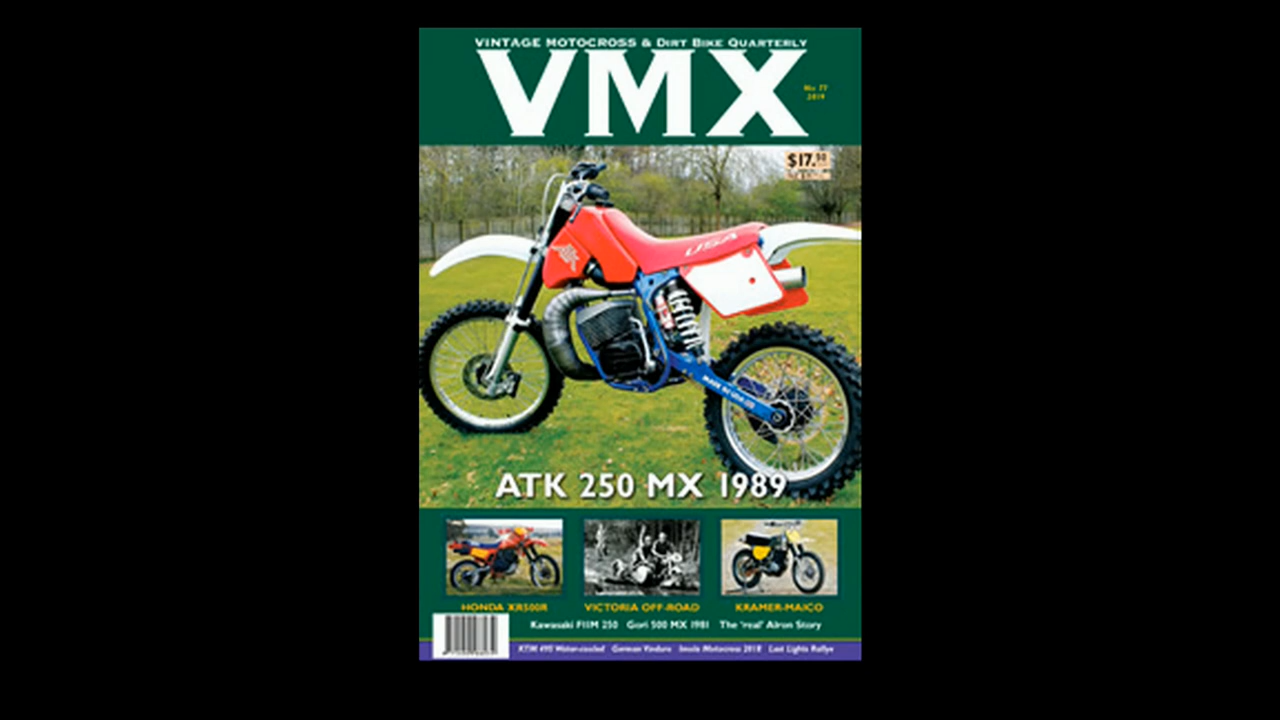 VINTAGE MOTOCROSS & DIRT BIKE QUARTERLY
VMX
No 77
2019
$17.50
USA
ATK 250 MX 1989
HONDA XR500R
VICTORIA OFF-ROAD
KRAMER-MAICO
Kawasaki F11M 250 Gori 500 MX 1981 The 'real' Alron Story
KTM 495 Water-cooled German Enduro Imola Motocross 2018 Last Lights Rallye